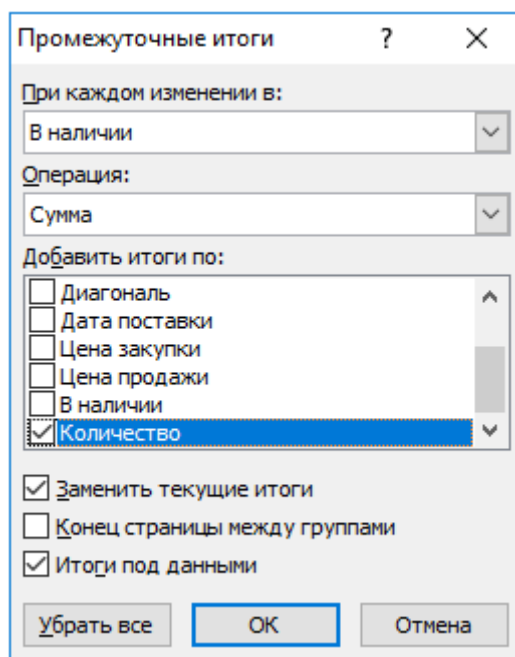 Промежуточные итоги ?
При каждом изменении в:
В наличии
Операция:
Сумма
Добавить итоги по:
Диагональ
Дата поставки
Цена закупки
Цена продажи
В наличии
Количество
Заменить текущие итоги
Конец страницы между группами
Итоги под данными
Убрать все ОК Отмена